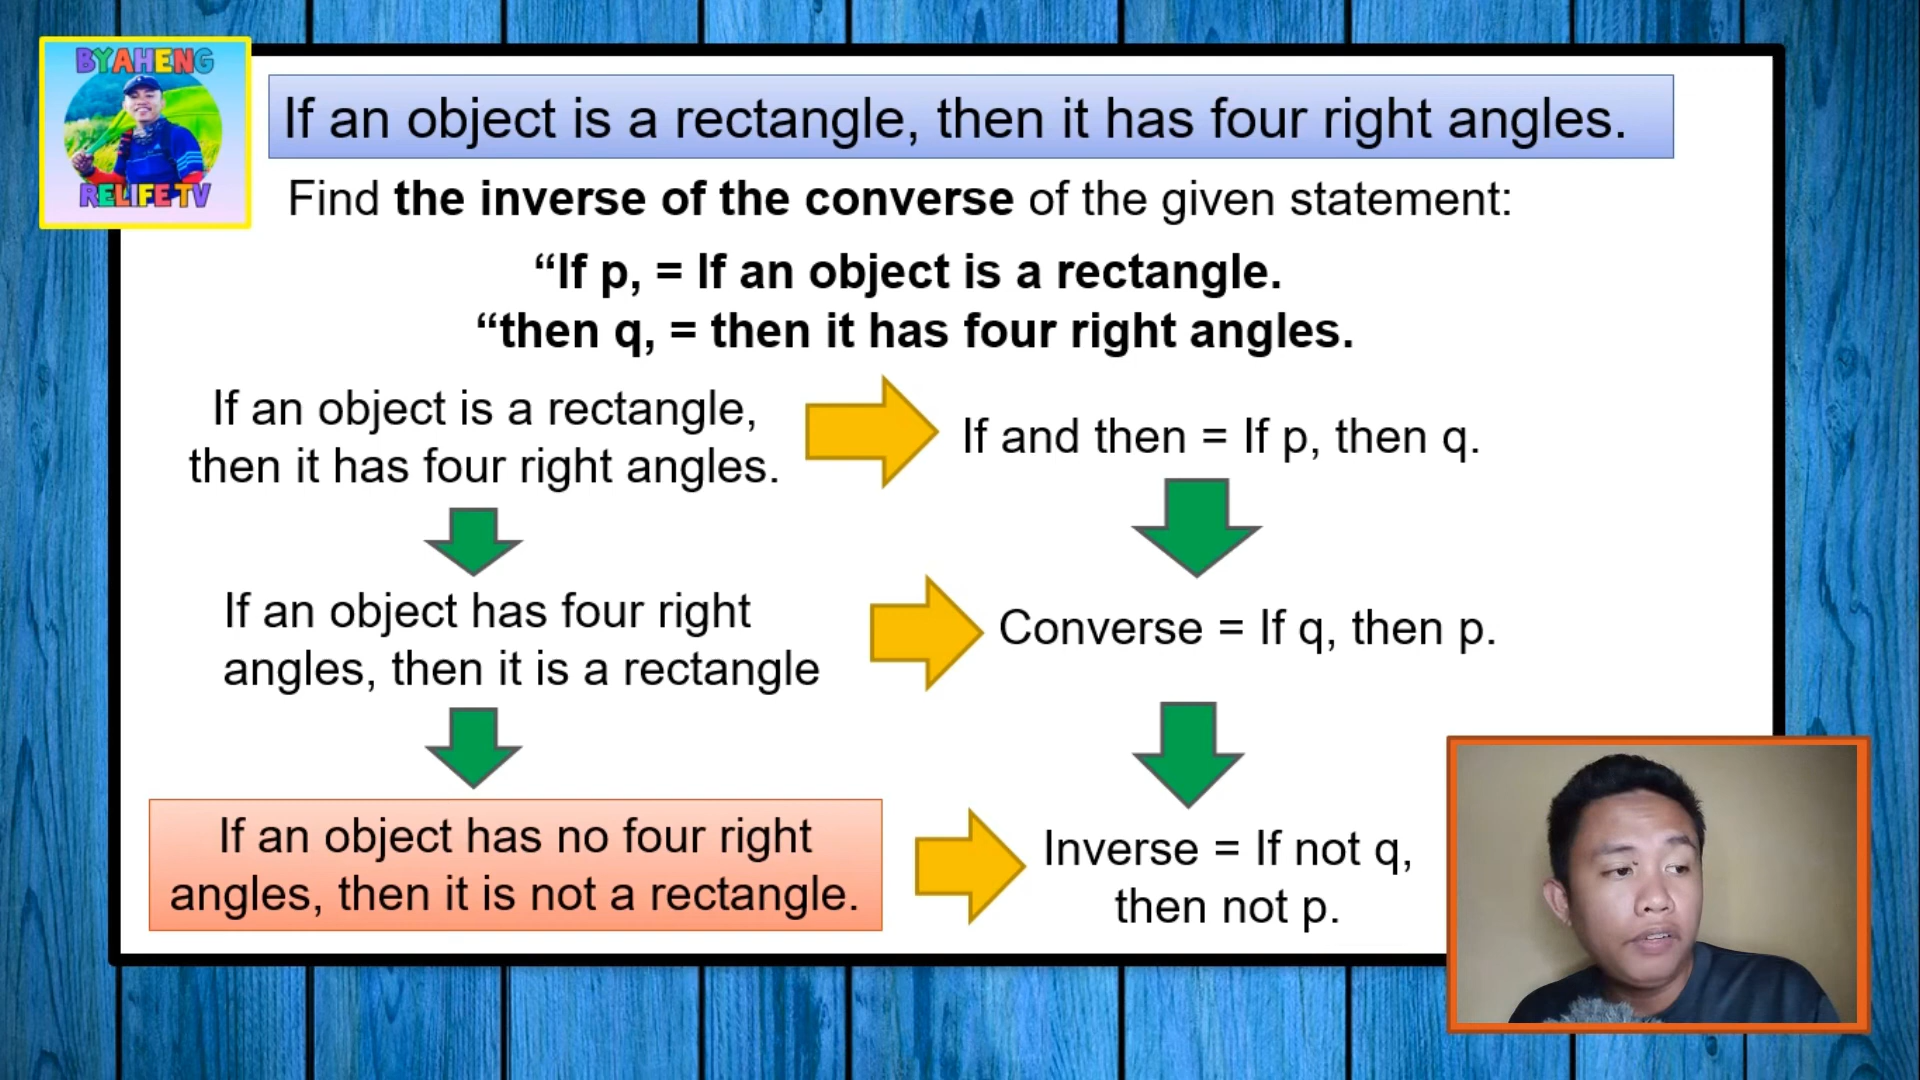 BYAHENG
RELIFE TV
If an object is a rectangle, then it has four right angles.
Find the inverse of the converse of the given statement:
“If p, = If an object is a rectangle.
“then q, = then it has four right angles.
If an object is a rectangle,
then it has four right angles.
If and then = If p, then q.
If an object has four right
angles, then it is a rectangle
Converse = If q, then p.
If an object has no four right
angles, then it is not a rectangle.
Inverse = If not q,
then not p.